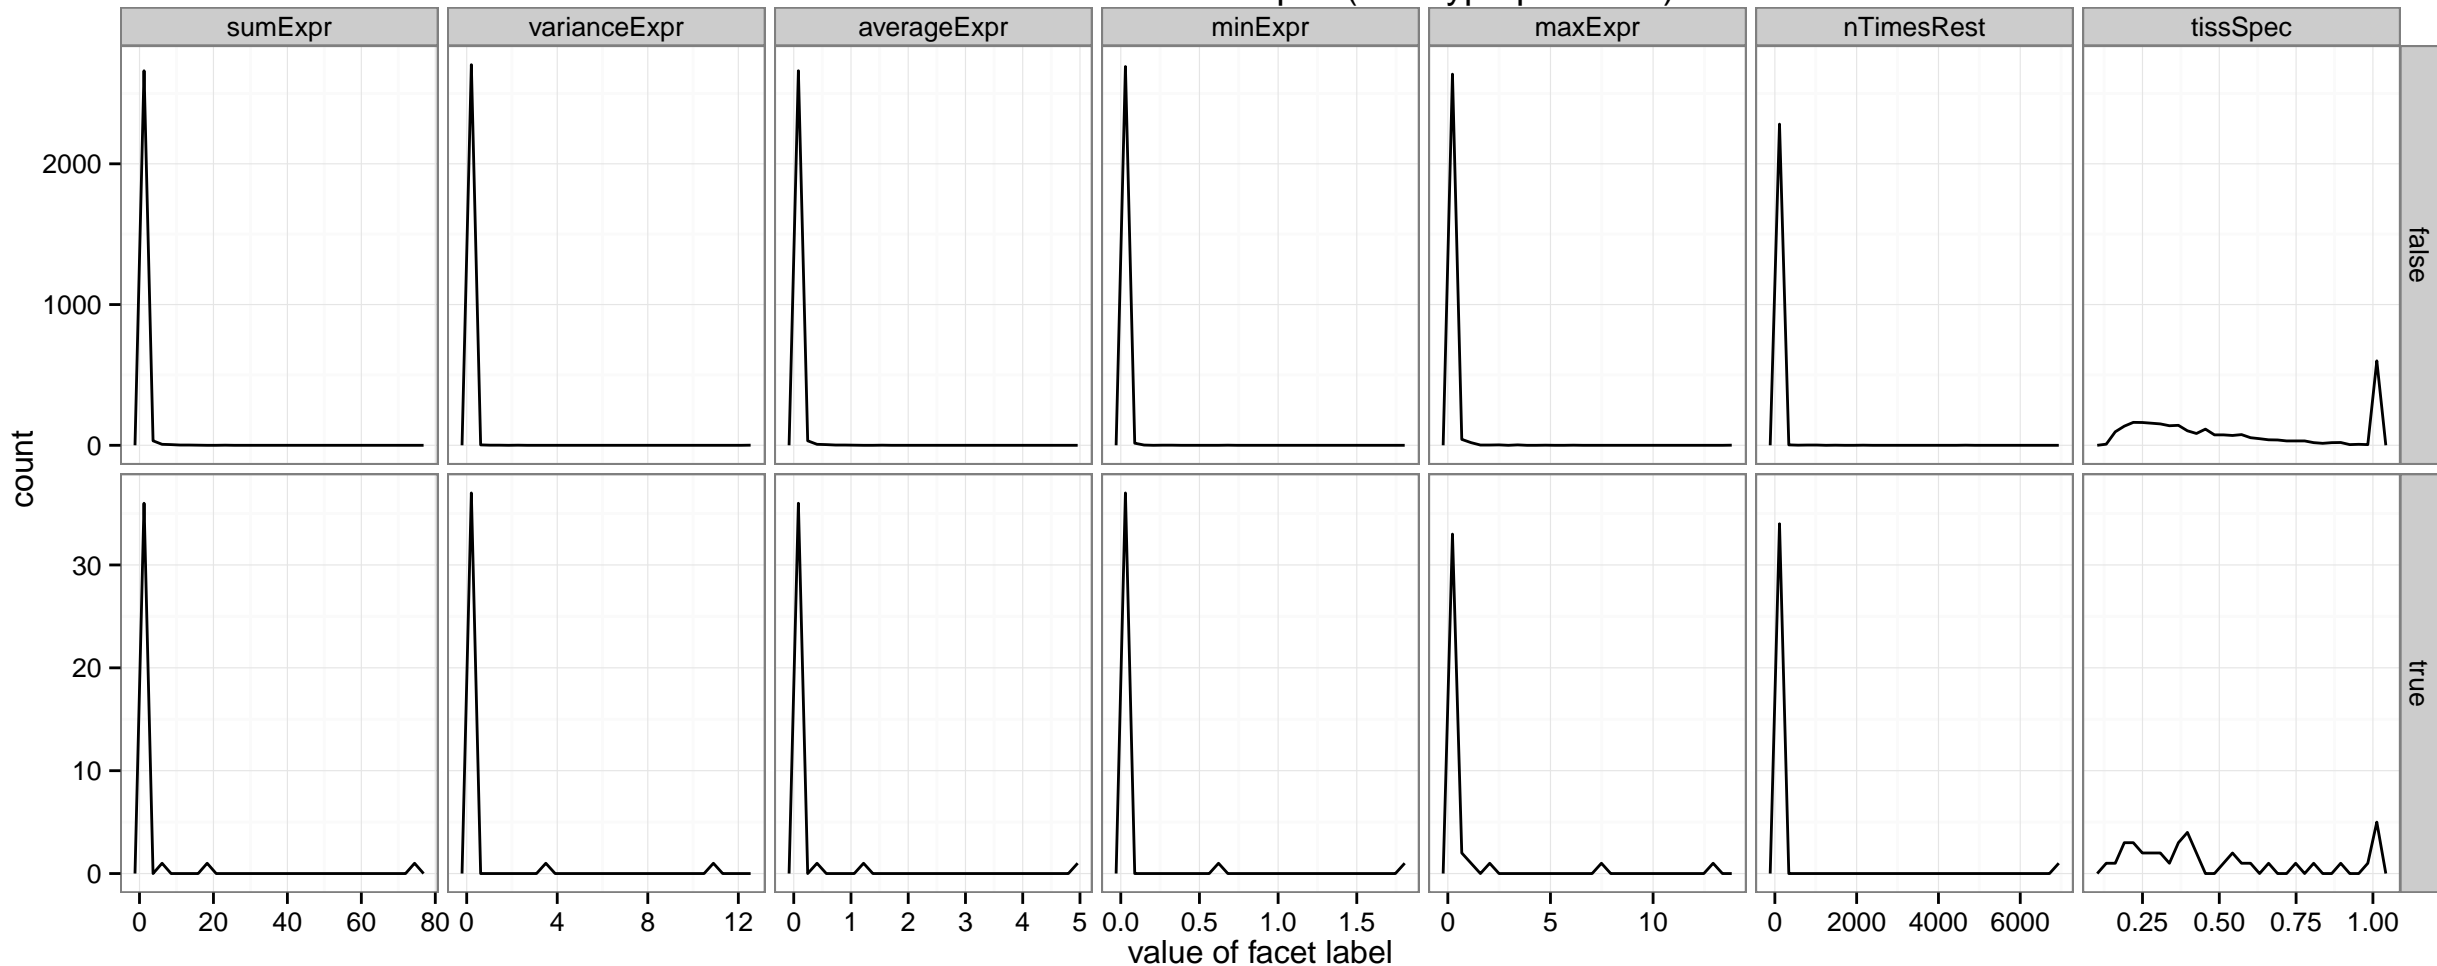 sumExpr varianceExpr averageExpr minExpr maxExpr nTimesRest tissSpec
2000
1000
0
false
count
30
20
10
0
true
0 20 40 60 80 0 4 8 12 0 1 2 3 4 5 0.0 0.5 1.0 1.5 0 5 10 0 2000 4000 6000 0.25 0.50 0.75 1.00
value of facet label